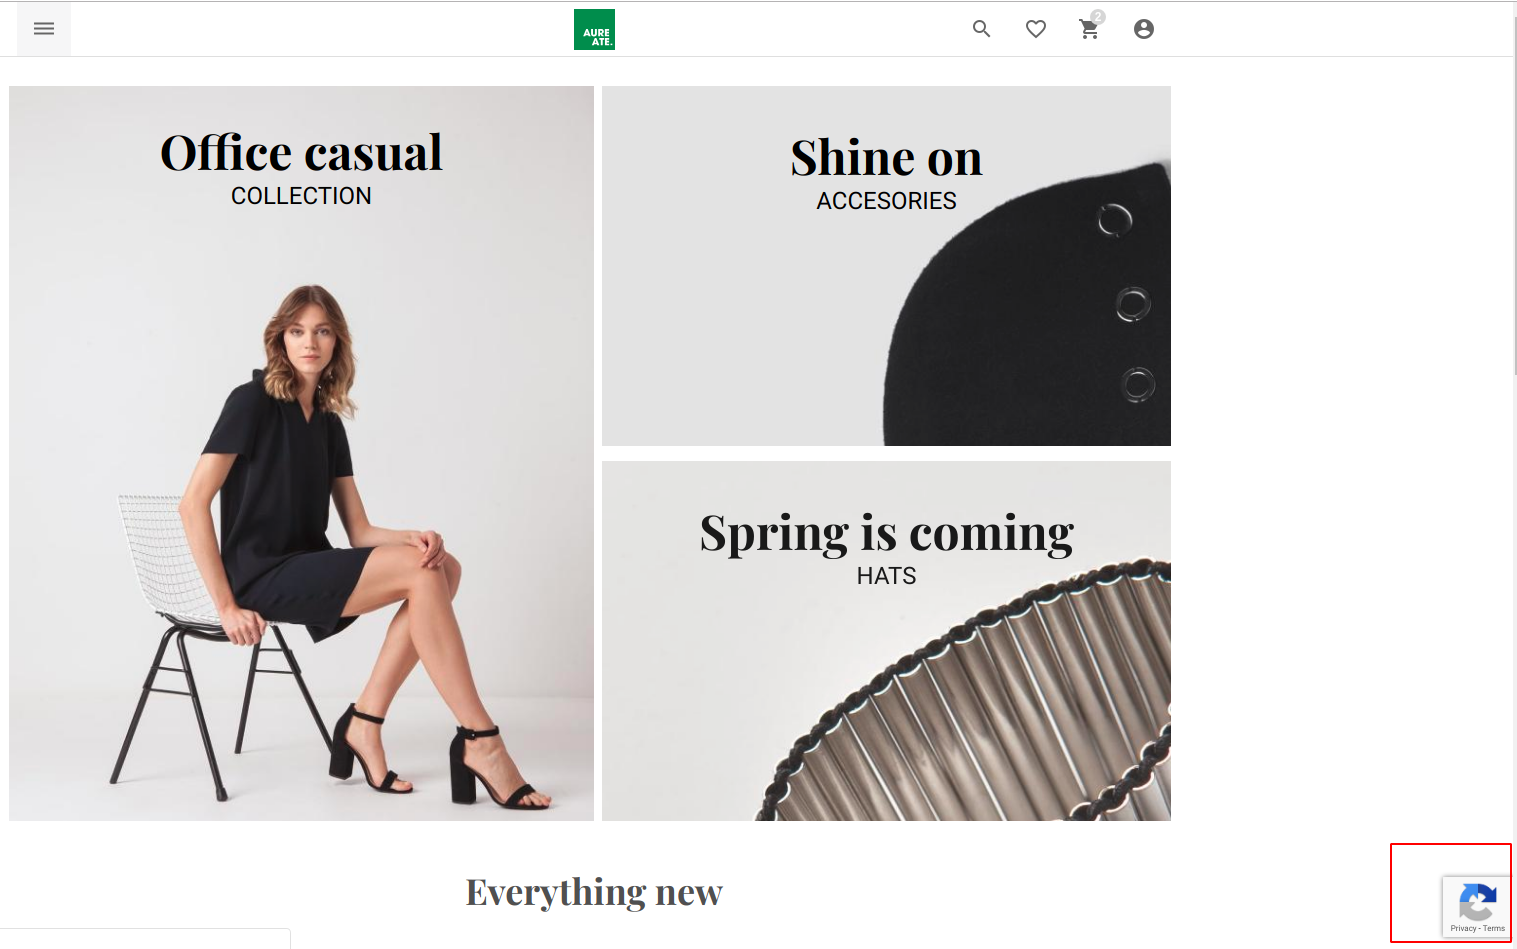 AURE
ATE.
2
Office casual
COLLECTION
Shine on
ACCESORIES
Spring is coming
HATS
Everything new
Privacy - Terms